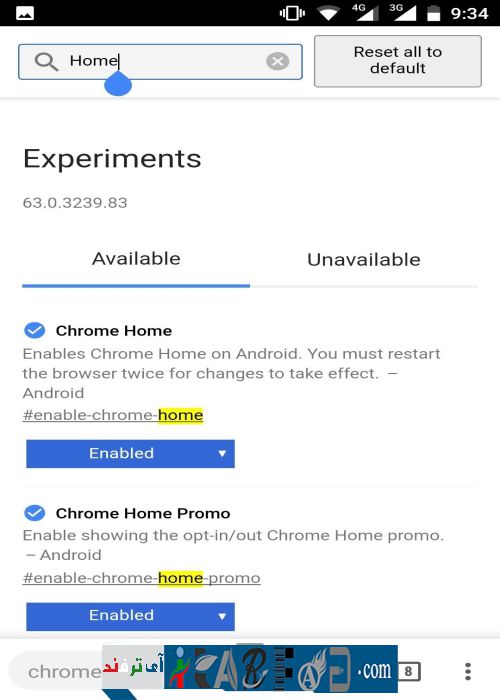 4G 3G 9:34
Home
Reset all to
default
Experiments
63.0.3239.83
Available Unavailable
Chrome Home
Enables Chrome Home on Android. You must restart
the browser twice for changes to take effect. –
Android
#enable-chrome-home
Enabled
Chrome Home Promo
Enable showing the opt-in/out Chrome Home promo.
– Android
#enable-chrome-home-promo
Enabled
chrome
آی ترفند
.com
8